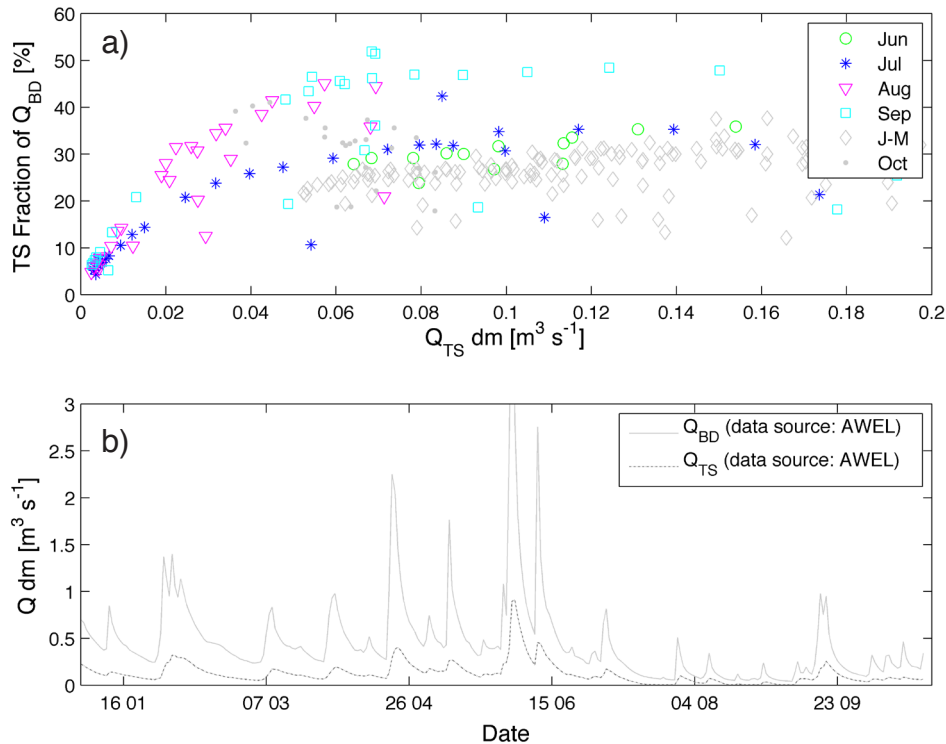 a)
TS Fraction of Q_BD [%]
60
50
40
30
20
10
0
0 0.02 0.04 0.06 0.08 0.1 0.12 0.14 0.16 0.18 0.2
Q_TS dm [m³ s⁻¹]
Jun
Jul
Aug
Sep
J-M
Oct
b)
Q dm [m³ s⁻¹]
3
2.5
2
1.5
1
0.5
0
16 01 07 03 26 04 15 06 04 08 23 09
Date
Q_BD (data source: AWEL)
Q_TS (data source: AWEL)